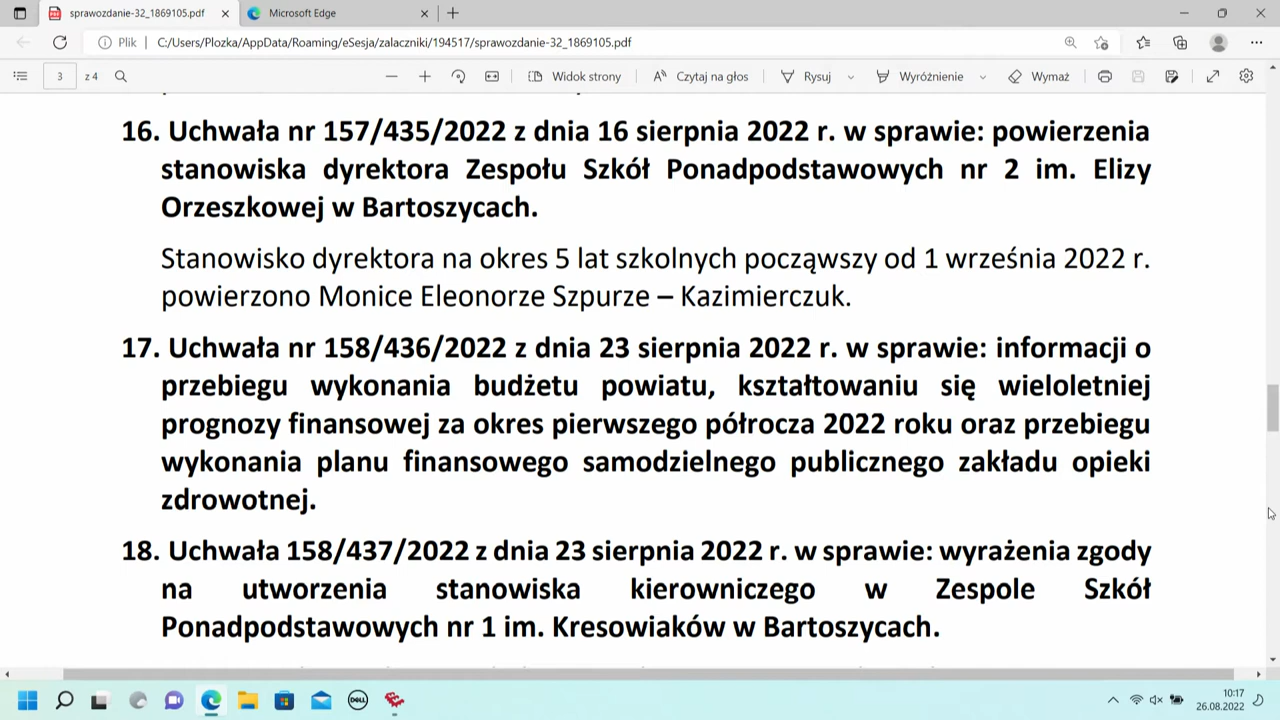 sprawozdanie-32_1869105.pdf
Microsoft Edge
Plik
C:/Users/Plozka/AppData/Roaming/eSesja/zalaczniki/194517/sprawozdanie-32_1869105.pdf
3 z 4
Widok strony
Czytaj na głos
Rysuj
Wyróżnienie
Wymaż
16. Uchwała nr 157/435/2022 z dnia 16 sierpnia 2022 r. w sprawie: powierzenia
stanowiska dyrektora Zespołu Szkół Ponadpodstawowych nr 2 im. Elizy
Orzeszkowej w Bartoszycach.
Stanowisko dyrektora na okres 5 lat szkolnych począwszy od 1 września 2022 r.
powierzono Monice Eleonorze Szpurze – Kazimierczuk.
17. Uchwała nr 158/436/2022 z dnia 23 sierpnia 2022 r. w sprawie: informacji o
przebiegu wykonania budżetu powiatu, kształtowaniu się wieloletniej
prognozy finansowej za okres pierwszego półrocza 2022 roku oraz przebiegu
wykonania planu finansowego samodzielnego publicznego zakładu opieki
zdrowotnej.
18. Uchwała 158/437/2022 z dnia 23 sierpnia 2022 r. w sprawie: wyrażenia zgody
na utworzenia stanowiska kierowniczego w Zespole Szkół
Ponadpodstawowych nr 1 im. Kresowiaków w Bartoszycach.
DELL
10:17
26.08.2022